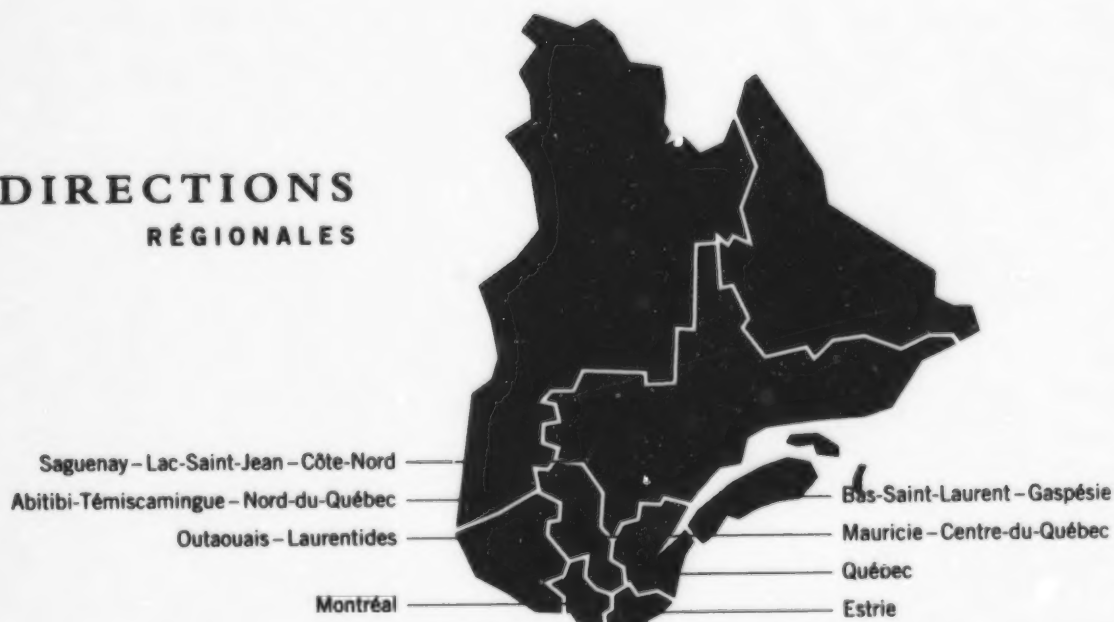 DIRECTIONS
RÉGIONALES
Saguenay – Lac-Saint-Jean – Côte-Nord
Abitibi-Témiscamingue – Nord-du-Québec
Outaouais – Laurentides
Montréal
Bas-Saint-Laurent – Gaspésie
Mauricie – Centre-du-Québec
Québec
Estrie